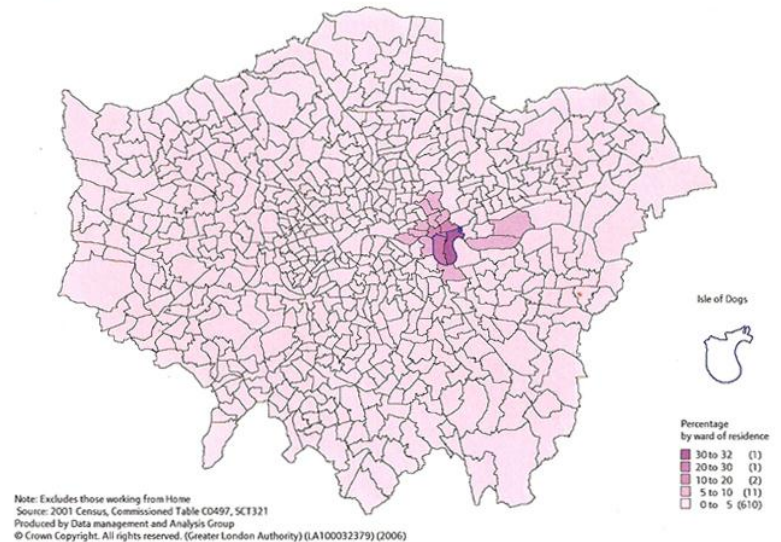 Isle of Dogs
Percentage
by ward of residence
30 to 32 (1)
20 to 30 (1)
10 to 20 (2)
5 to 10 (11)
0 to 5 (610)
Note: Excludes those working from Home
Source: 2001 Census, Commissioned Table C0497, SCT321
Produced by Data management and Analysis Group
© Crown Copyright. All rights reserved. (Greater London Authority) (LA100032379) (2006)